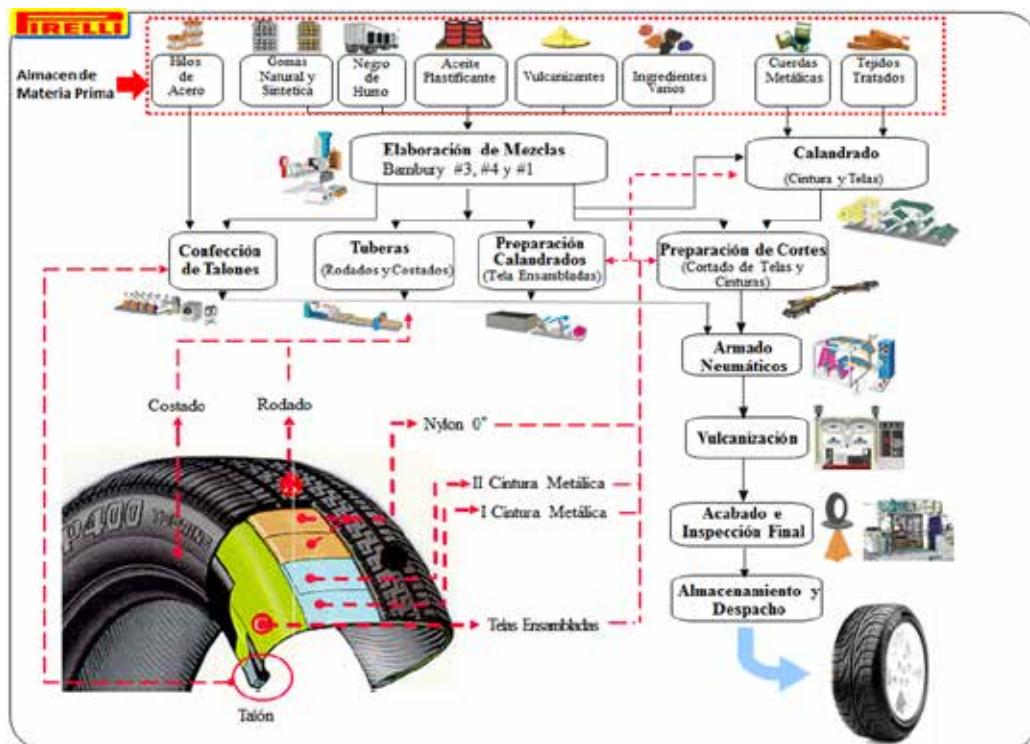 PIRELLI
Almacen de
Materia Prima
Hilos
de
Acero
Gomas
Natural y
Sintetica
Negro
de
Humo
Aceite
Plastificante
Vulcanizantes
Ingredientes
Varios
Cuerdas
Metálicas
Tejidos
Tratados
Elaboración de Mezclas
Bambury #3, #4 y #1
Calandrado
(Cintura y Telas)
Confección
de Talones
Tuberas
(Rodados y Costados)
Preparación
Calandrados
(Tela Ensambladas)
Preparación de Cortes
(Cortado de Telas y
Cinturas)
Armado
Neumáticos
Costado
Rodado
Nylon 0°
Vulcanización
II Cintura Metálica
I Cintura Metálica
P400
Acabado e
Inspección Final
Almacenamiento y
Despacho
Telas Ensambladas
Talón